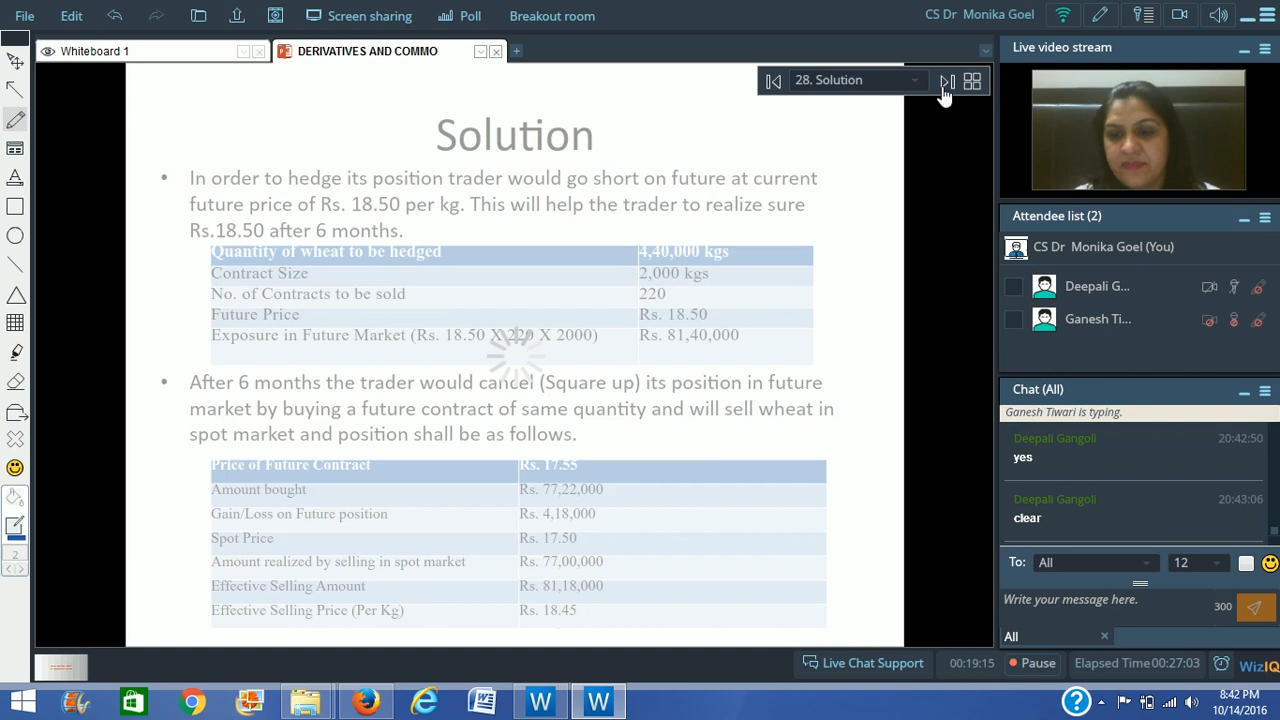 File Edit Screen sharing Poll Breakout room CS Dr Monika Goel
Whiteboard 1 DERIVATIVES AND COMMO
Live video stream
28. Solution
Solution
In order to hedge its position trader would go short on future at current
future price of Rs. 18.50 per kg. This will help the trader to realize sure
Rs.18.50 after 6 months.
Quantity of wheat to be hedged 4,40,000 kgs
Contract Size 2,000 kgs
No. of Contracts to be sold 220
Future Price Rs. 18.50
Exposure in Future Market (Rs. 18.50 X 220 X 2000) Rs. 81,40,000
After 6 months the trader would cancel (Square up) its position in future
market by buying a future contract of same quantity and will sell wheat in
spot market and position shall be as follows.
Price of Future Contract Rs. 17.55
Amount bought Rs. 77,22,000
Gain/Loss on Future position Rs. 4,18,000
Spot Price Rs. 17.50
Amount realized by selling in spot market Rs. 77,00,000
Effective Selling Amount Rs. 81,18,000
Effective Selling Price (Per Kg) Rs. 18.45
Attendee list (2)
CS Dr Monika Goel (You)
Deepali G...
Ganesh Ti...
Chat (All)
Ganesh Tiwari is typing.
Deepali Gangoli 20:42:50
yes
Deepali Gangoli 20:43:06
clear
To: All 12
Write your message here. 300
All
2
Live Chat Support 00:19:15 Pause Elapsed Time 00:27:03 WizIQ
8:42 PM
10/14/2016